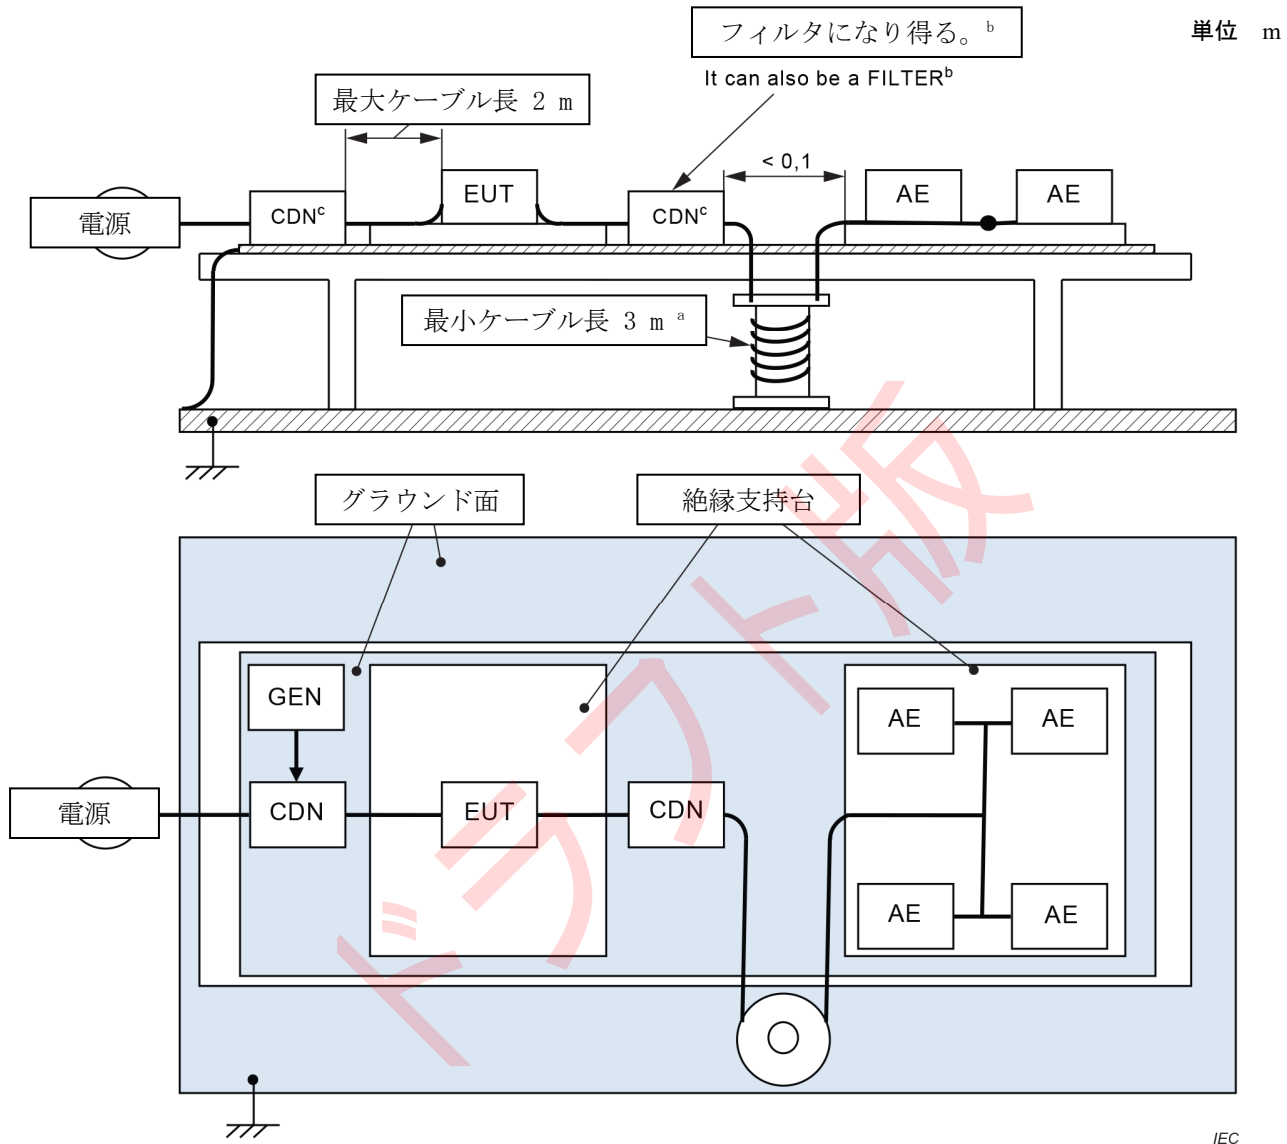 フィルタになり得る。 b
単位 m
It can also be a FILTERb
最大ケーブル長 2 m
< 0,1
EUT
AE
AE
CDNc
CDNc
電源
最小ケーブル長 3 m a
グラウンド面
絶縁支持台
GEN
AE
AE
電源
CDN
EUT
CDN
AE
AE
ドラフト版
IEC